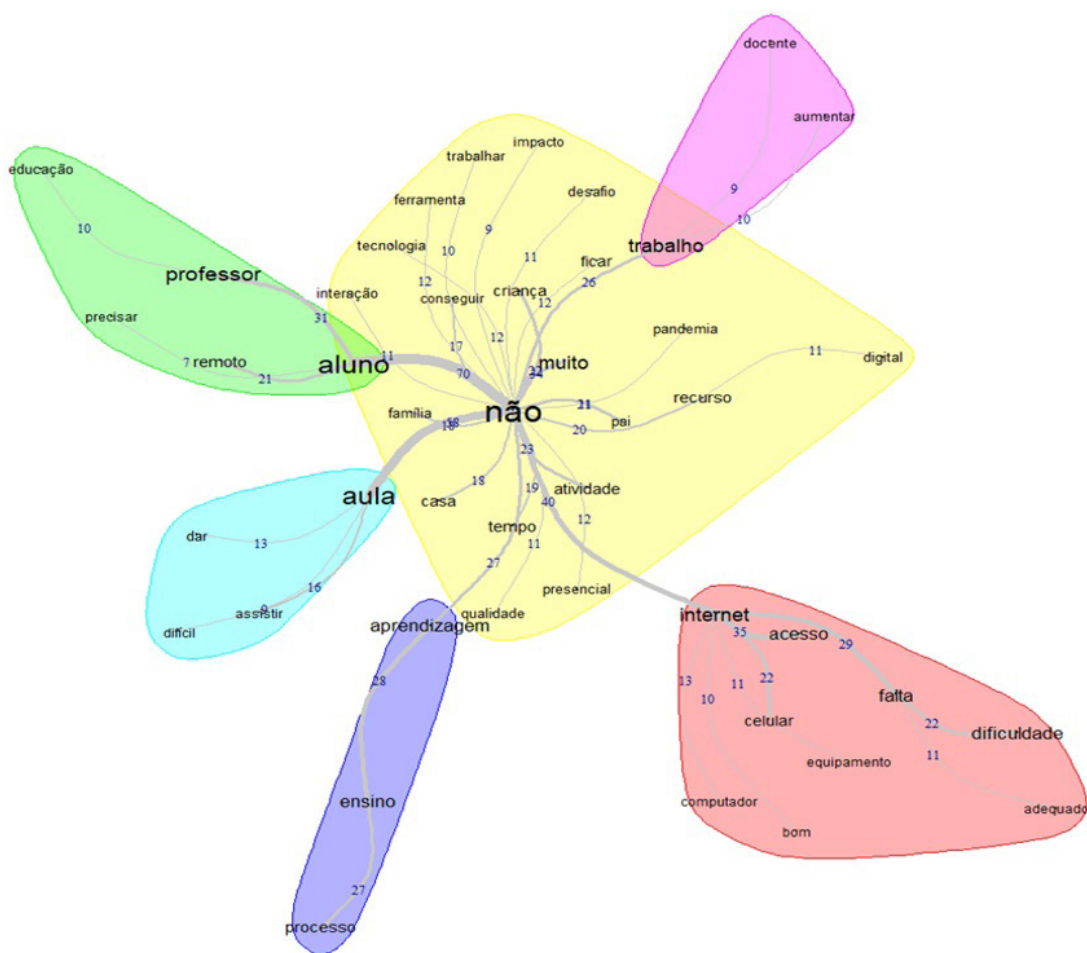 docente
aumentar
9
10
trabalho
impacto
trabalhar
desafio
ferramenta
9
10
11
tecnologia
ficar
12
26
interação
conseguir
criança
12
pandemia
12
17
11
70
muito
11
digital
educação
10
professor
precisar
31
7
remoto
21
aluno
não
21
recurso
família
20
pai
23
18
casa
19
atividade
40
12
tempo
11
27
presencial
qualidade
aula
dar
13
16
9
assistir
difícil
aprendizagem
28
ensino
27
processo
internet
35
acesso
29
13
22
11
10
falta
celular
22
dificuldade
equipamento
11
computador
adequado
bom